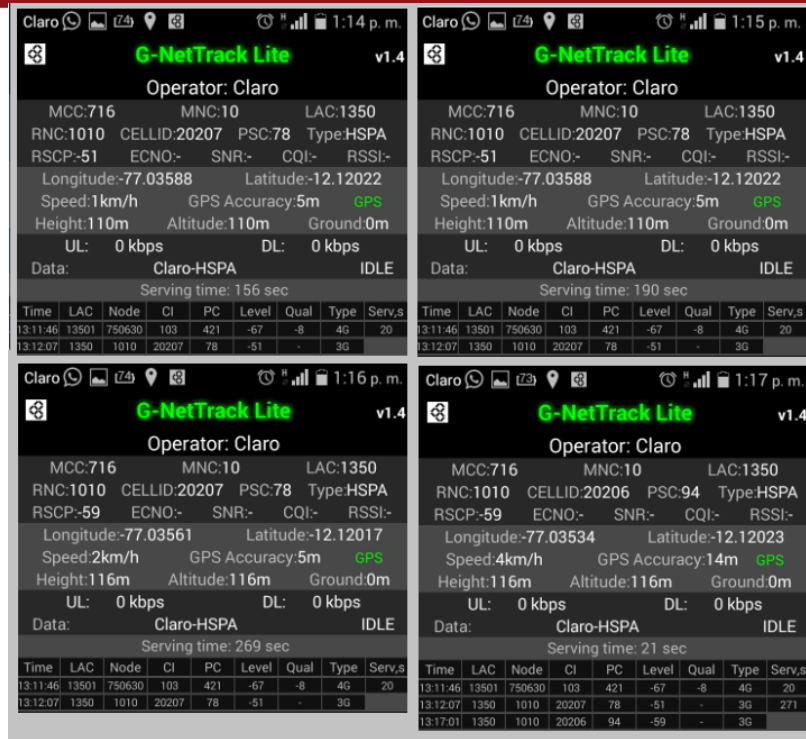 Claro 74 H 1:14 p. m.
G-NetTrack Lite v1.4
Operator: Claro
MCC:716 MNC:10 LAC:1350
RNC:1010 CELLID:20207 PSC:78 Type:HSPA
RSCP:-51 ECNO:- SNR:- CQI:- RSSI:-
Longitude:-77.03588 Latitude:-12.12022
Speed:1km/h GPS Accuracy:5m GPS
Height:110m Altitude:110m Ground:0m
UL: 0 kbps DL: 0 kbps
Data: Claro-HSPA IDLE
Serving time: 156 sec
Time LAC Node CI PC Level Qual Type Serv,s
13:11:46 13501 750630 103 421 -67 -8 4G 20
13:12:07 1350 1010 20207 78 -51 - 3G
Claro 74 H 1:15 p. m.
G-NetTrack Lite v1.4
Operator: Claro
MCC:716 MNC:10 LAC:1350
RNC:1010 CELLID:20207 PSC:78 Type:HSPA
RSCP:-51 ECNO:- SNR:- CQI:- RSSI:-
Longitude:-77.03588 Latitude:-12.12022
Speed:1km/h GPS Accuracy:5m GPS
Height:110m Altitude:110m Ground:0m
UL: 0 kbps DL: 0 kbps
Data: Claro-HSPA IDLE
Serving time: 190 sec
Time LAC Node CI PC Level Qual Type Serv,s
13:11:46 13501 750630 103 421 -67 -8 4G 20
13:12:07 1350 1010 20207 78 -51 - 3G
Claro 74 H 1:16 p. m.
G-NetTrack Lite v1.4
Operator: Claro
MCC:716 MNC:10 LAC:1350
RNC:1010 CELLID:20207 PSC:78 Type:HSPA
RSCP:-59 ECNO:- SNR:- CQI:- RSSI:-
Longitude:-77.03561 Latitude:-12.12017
Speed:2km/h GPS Accuracy:5m GPS
Height:116m Altitude:116m Ground:0m
UL: 0 kbps DL: 0 kbps
Data: Claro-HSPA IDLE
Serving time: 269 sec
Time LAC Node CI PC Level Qual Type Serv,s
13:11:46 13501 750630 103 421 -67 -8 4G 20
13:12:07 1350 1010 20207 78 -51 - 3G
Claro 73 H 1:17 p. m.
G-NetTrack Lite v1.4
Operator: Claro
MCC:716 MNC:10 LAC:1350
RNC:1010 CELLID:20206 PSC:94 Type:HSPA
RSCP:-59 ECNO:- SNR:- CQI:- RSSI:-
Longitude:-77.03534 Latitude:-12.12023
Speed:4km/h GPS Accuracy:14m GPS
Height:116m Altitude:116m Ground:0m
UL: 0 kbps DL: 0 kbps
Data: Claro-HSPA IDLE
Serving time: 21 sec
Time LAC Node CI PC Level Qual Type Serv,s
13:11:46 13501 750630 103 421 -67 -8 4G 20
13:12:07 1350 1010 20207 78 -51 - 3G 271
13:17:01 1350 1010 20206 94 -59 - 3G